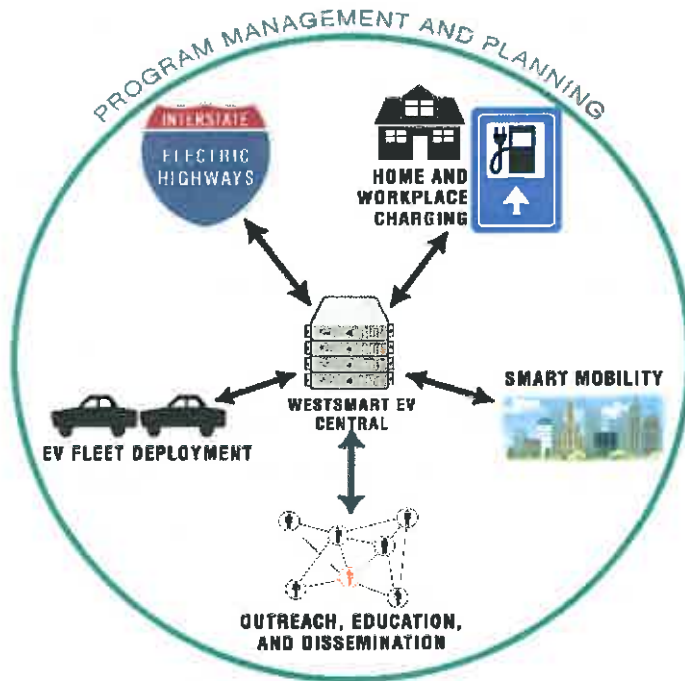 PROGRAM MANAGEMENT AND PLANNING
INTERSTATE
ELECTRIC
HIGHWAYS
HOME AND
WORKPLACE
CHARGING
WESTSMART EV
CENTRAL
SMART MOBILITY
EV FLEET DEPLOYMENT
OUTREACH, EDUCATION,
AND DISSEMINATION